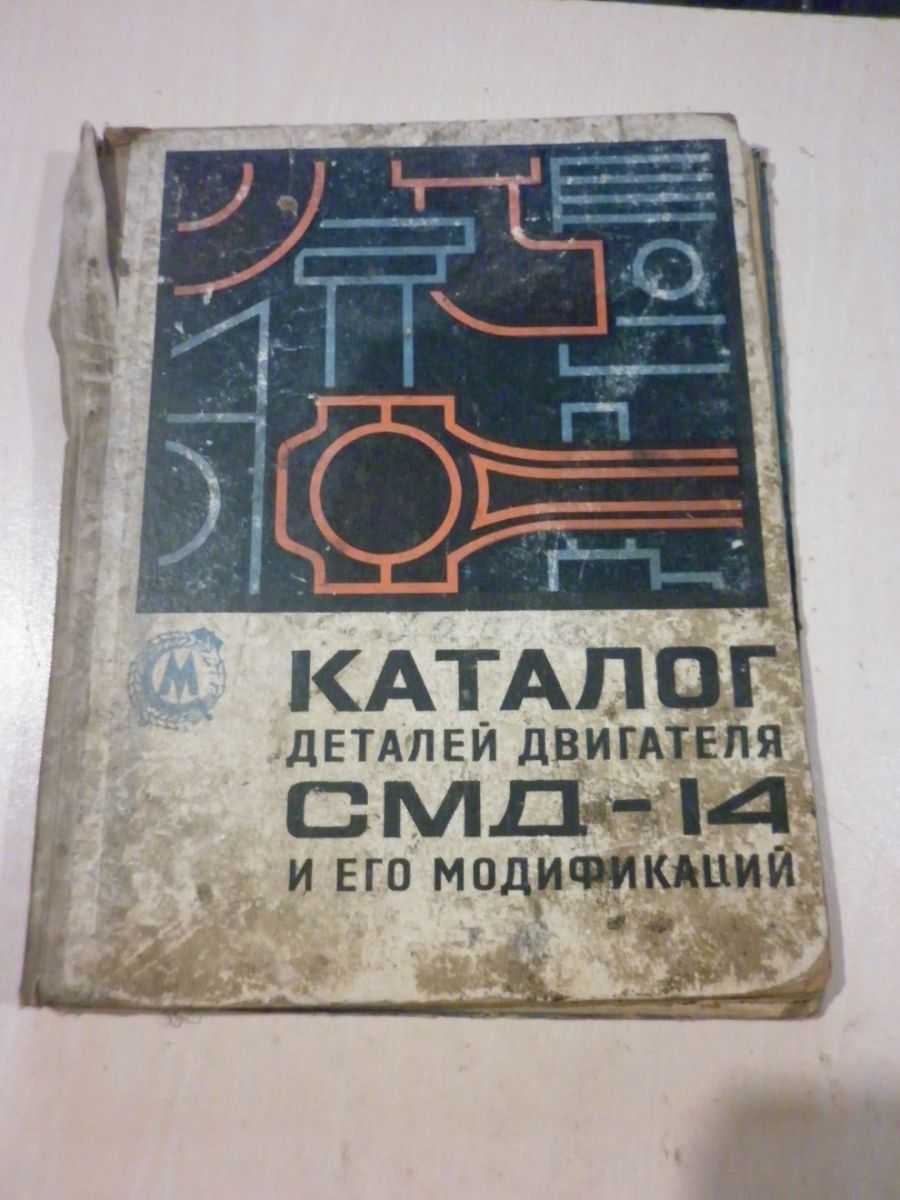 М
КАТАЛОГ
ДЕТАЛЕЙ ДВИГАТЕЛЯ
СМД-14
И ЕГО МОДИФИКАЦИЙ